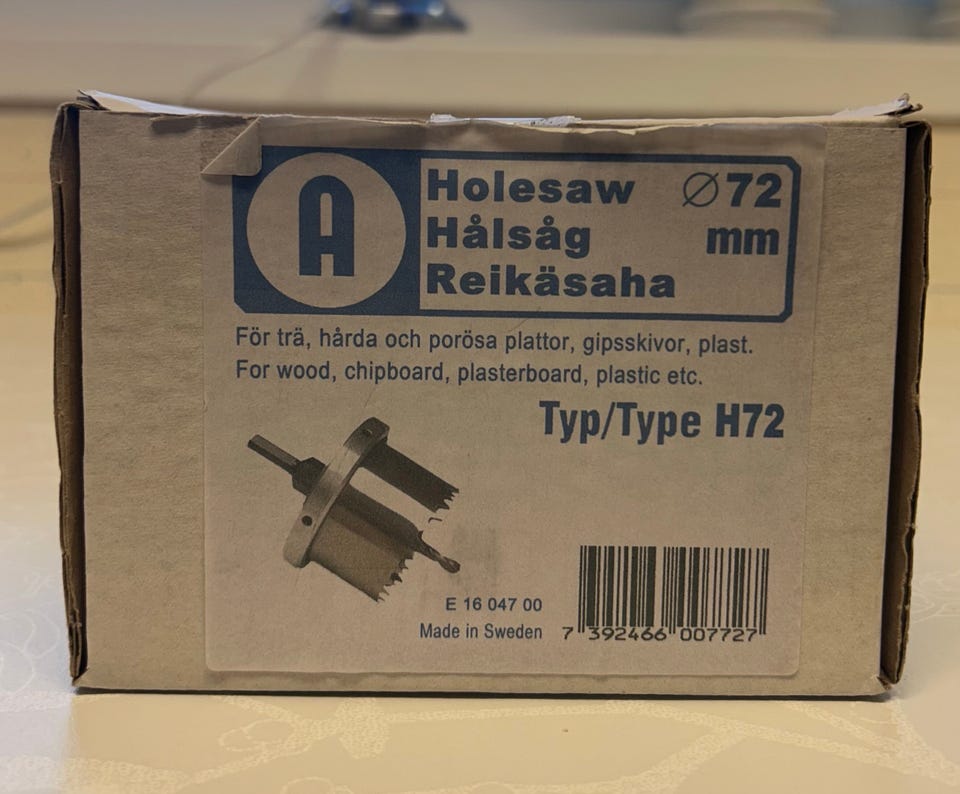 A
Holesaw ⌀72
Hålsåg mm
Reikäsaha
För trä, hårda och porösa plattor, gipsskivor, plast.
For wood, chipboard, plasterboard, plastic etc.
Typ/Type H72
E 16 047 00
Made in Sweden
7 392466 007727